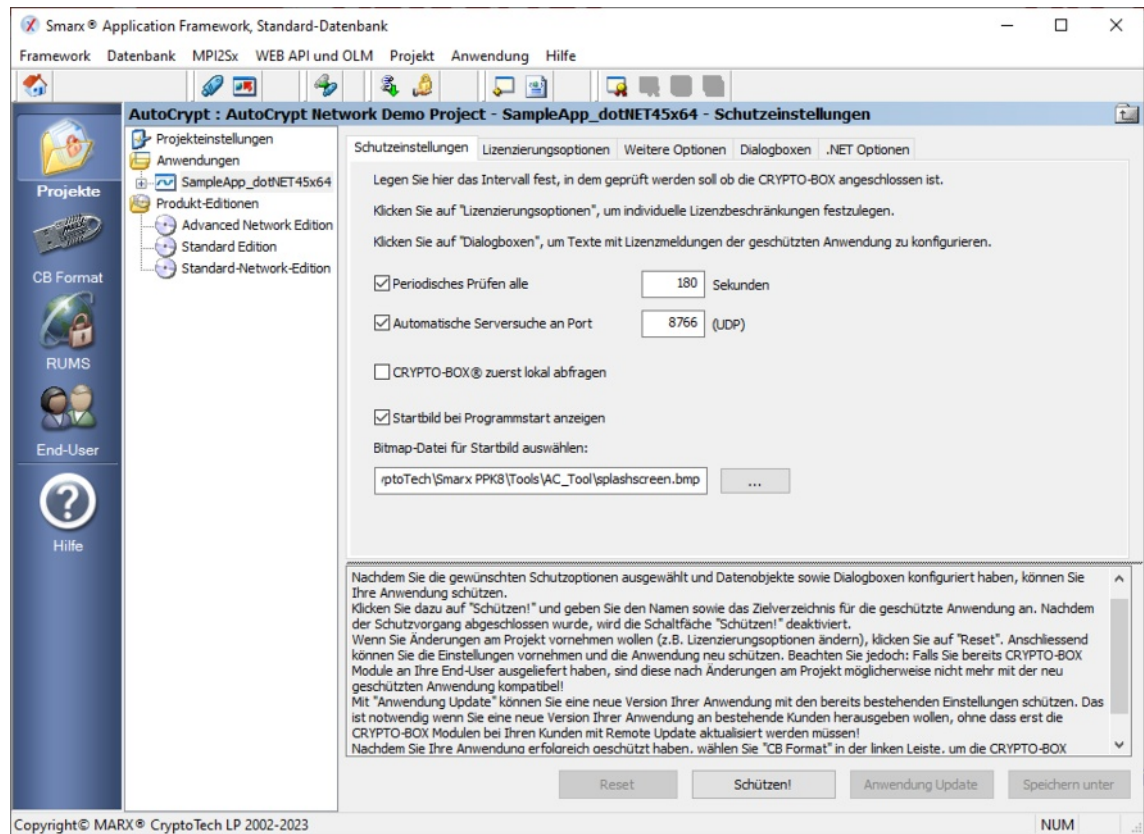 Smarx® Application Framework, Standard-Datenbank
Framework Datenbank MPI2Sx WEB API und OLM Projekt Anwendung Hilfe
AutoCrypt : AutoCrypt Network Demo Project - SampleApp_dotNET45x64 - Schutzeinstellungen
Projekte
CB Format
RUMS
End-User
Hilfe
Projekteinstellungen
Anwendungen
SampleApp_dotNET45x64
Produkt-Editionen
Advanced Network Edition
Standard Edition
Standard-Network-Edition
Schutzeinstellungen Lizenzierungsoptionen Weitere Optionen Dialogboxen .NET Optionen
Legen Sie hier das Intervall fest, in dem geprüft werden soll ob die CRYPTO-BOX angeschlossen ist.
Klicken Sie auf "Lizenzierungsoptionen", um individuelle Lizenzbeschränkungen festzulegen.
Klicken Sie auf "Dialogboxen", um Texte mit Lizenzmeldungen der geschützten Anwendung zu konfigurieren.
Periodisches Prüfen alle 180 Sekunden
Automatische Serversuche an Port 8766 (UDP)
CRYPTO-BOX® zuerst lokal abfragen
Startbild bei Programmstart anzeigen
Bitmap-Datei für Startbild auswählen:
ptoTech\Smarx PPK8\Tools\AC_Tool\splashscreen.bmp ...
Nachdem Sie die gewünschten Schutzoptionen ausgewählt und Datenobjekte sowie Dialogboxen konfiguriert haben, können Sie
Ihre Anwendung schützen.
Klicken Sie dazu auf "Schützen!" und geben Sie den Namen sowie das Zielverzeichnis für die geschützte Anwendung an. Nachdem
der Schutzvorgang abgeschlossen wurde, wird die Schaltfäche "Schützen!" deaktiviert.
Wenn Sie Änderungen am Projekt vornehmen wollen (z.B. Lizenzierungsoptionen ändern), klicken Sie auf "Reset". Anschliessend
können Sie die Einstellungen vornehmen und die Anwendung neu schützen. Beachten Sie jedoch: Falls Sie bereits CRYPTO-BOX
Module an Ihre End-User ausgeliefert haben, sind diese nach Änderungen am Projekt möglicherweise nicht mehr mit der neu
geschützten Anwendung kompatibel!
Mit "Anwendung Update" können Sie eine neue Version Ihrer Anwendung mit den bereits bestehenden Einstellungen schützen. Das
ist notwendig wenn Sie eine neue Version Ihrer Anwendung an bestehende Kunden herausgeben wollen, ohne dass erst die
CRYPTO-BOX Modulen bei Ihren Kunden mit Remote Update aktualisiert werden müssen!
Nachdem Sie Ihre Anwendung erfolgreich geschützt haben, wählen Sie "CB Format" in der linken Leiste, um die CRYPTO-BOX
Reset Schützen! Anwendung Update Speichern unter
Copyright© MARX® CryptoTech LP 2002-2023 NUM